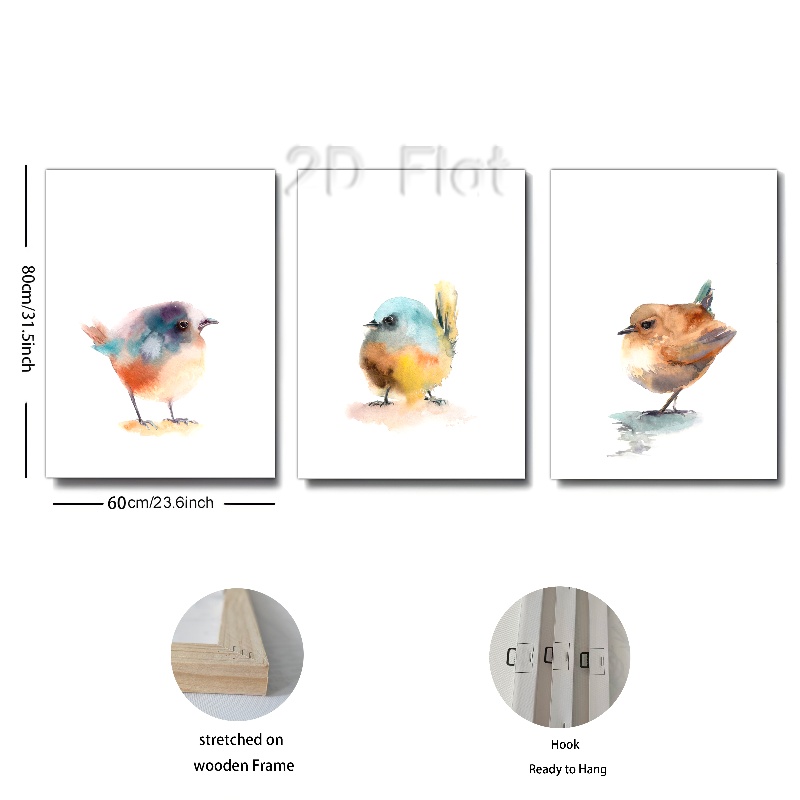 2D Flat
80cm/31.5inch
60cm/23.6inch
stretched on
wooden Frame
Hook
Ready to Hang